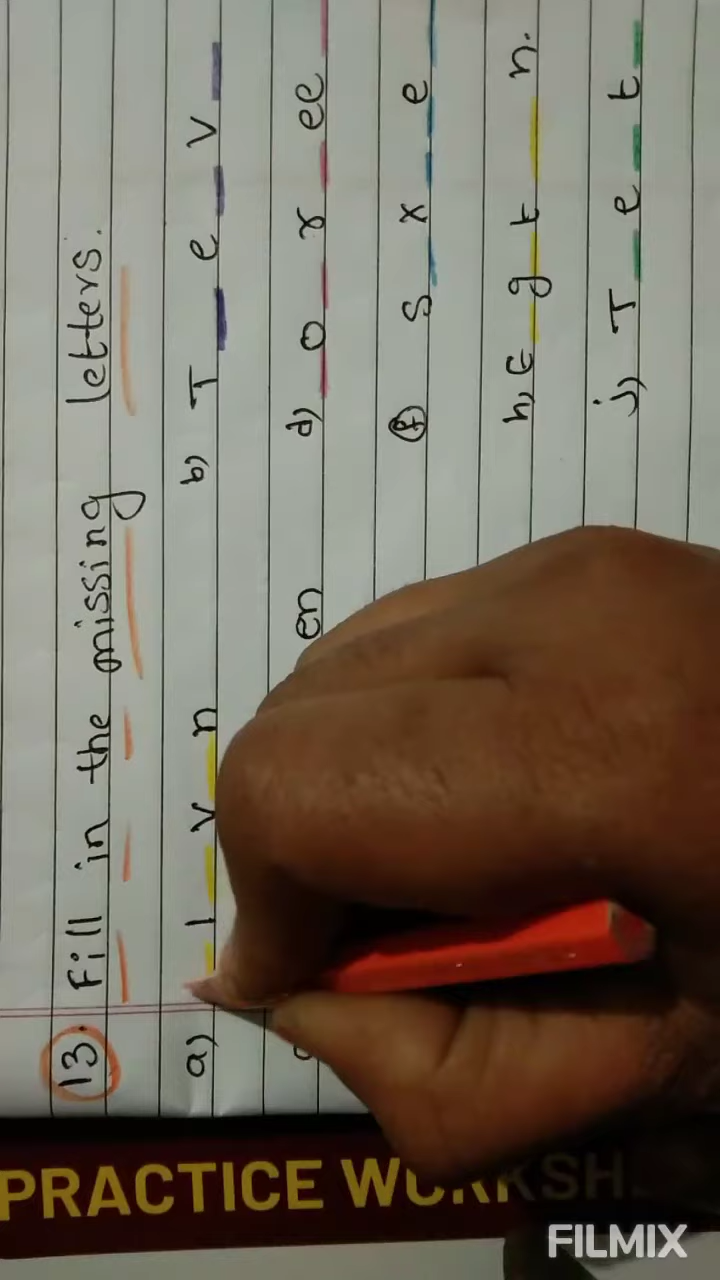 13. Fill in the missing letters.
a) _ l _ v _ n b) T _ e _ v _
en d) _ o _ r _ ee _
f) S _ x _ _ e _
h) E _ g _ t _ _ n.
j) T _ e _ t _
PRACTICE WORKSH
FILMIX